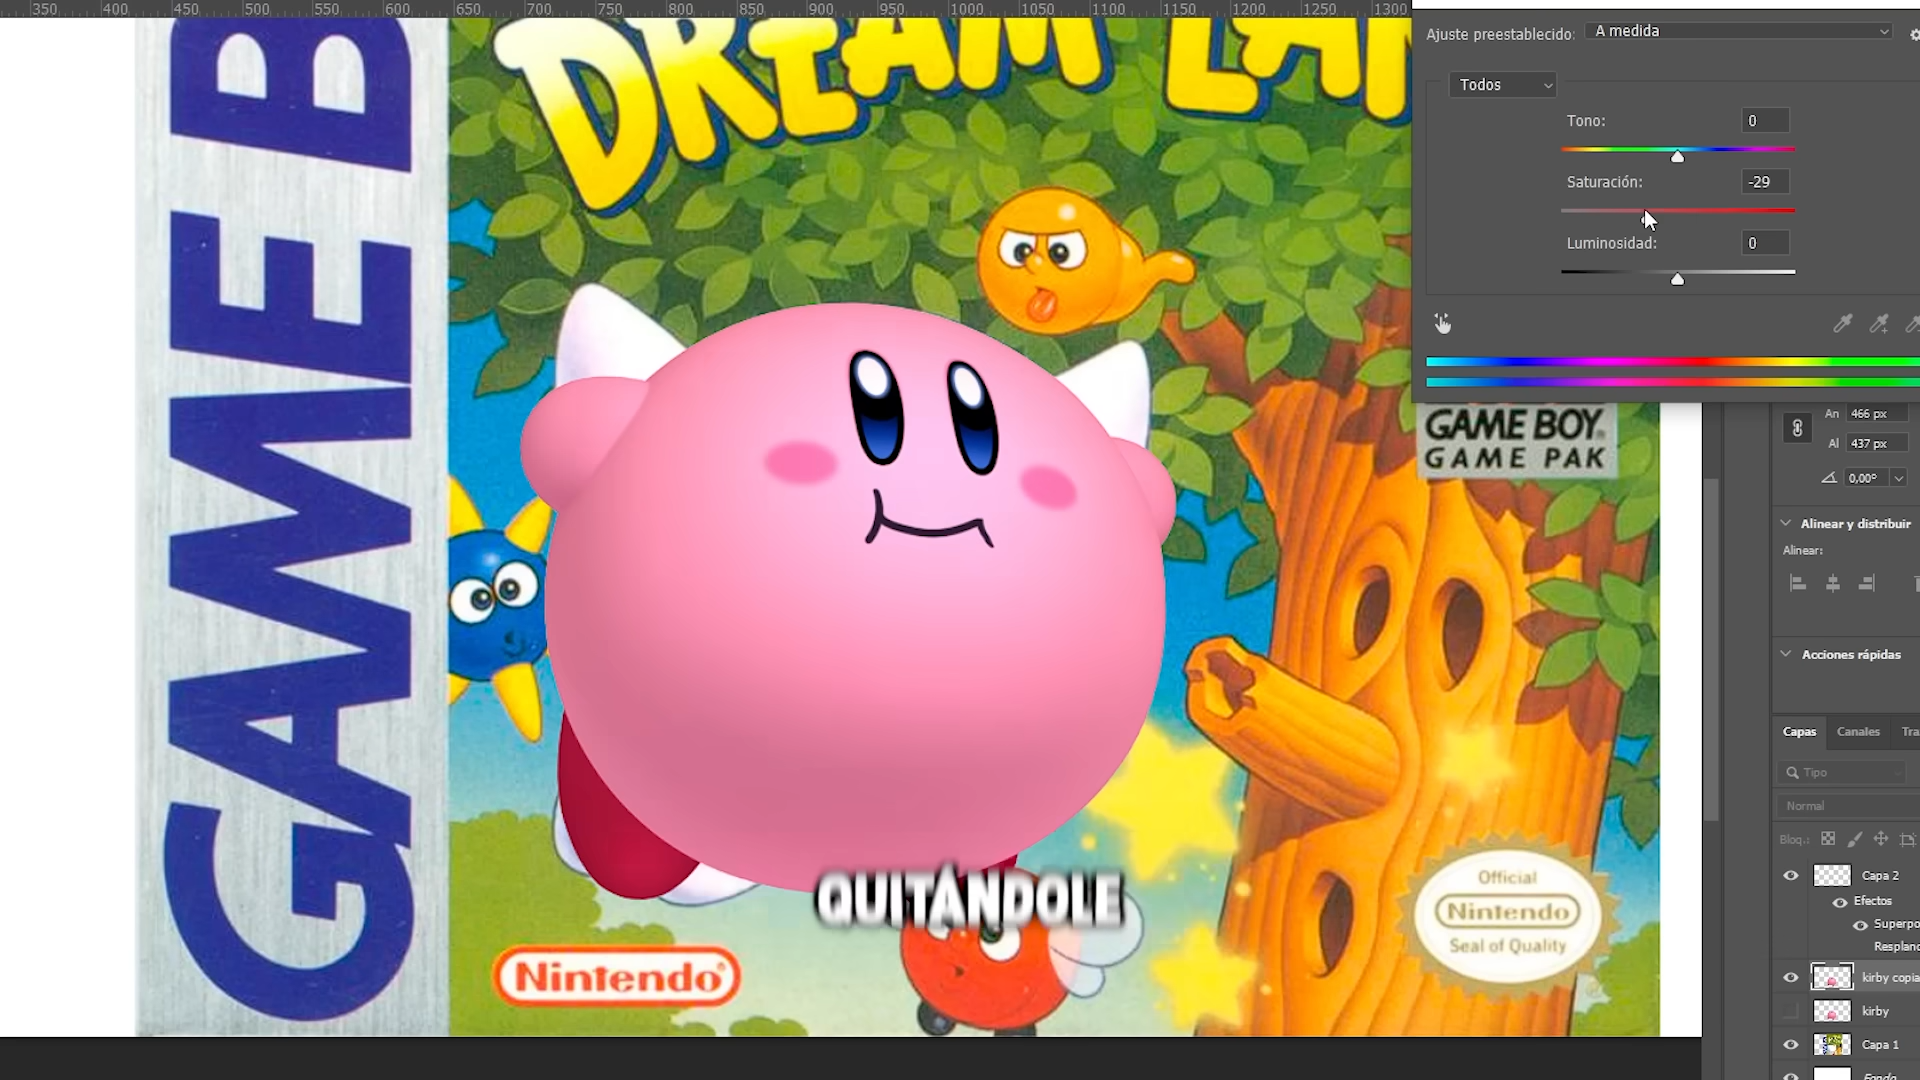 350 400 450 500 550 600 650 700 750 800 850 900 950 1000 1050 1100 1150 1200 1250 1300
Ajuste preestablecido: A medida
Todos
Tono: 0
Saturación: -29
Luminosidad: 0
DREAM LAN
GAME B
GAME BOY
GAME PAK
An 466 px
Al 437 px
0,00°
Alinear y distribuir
Alinear:
Acciones rápidas
Capas Canales Tra
Tipo
Normal
Bloq.:
Capa 2
Efectos
Superpo
Resplan
kirby copia
kirby
Capa 1
Fondo
QUITÁNDOLE
Nintendo®
Official
Nintendo
Seal of Quality